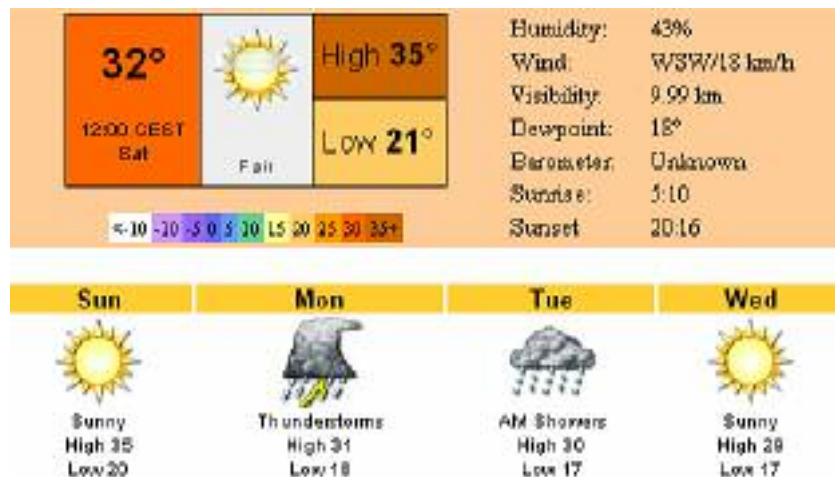 32°
12:00 CEST
Sat
Fair
High 35°
Low 21°
Humidity: 43%
Wind: WSW/18 km/h
Visibility: 9.99 km
Dewpoint: 18°
Barometer: Unknown
Sunrise: 5:10
Sunset 20:16
<-10 -10 -5 0 5 10 15 20 25 30 35+
Sun Mon Tue Wed
Sunny Thunderstorms AM Showers Sunny
High 35 High 31 High 30 High 29
Low 20 Low 18 Low 17 Low 17